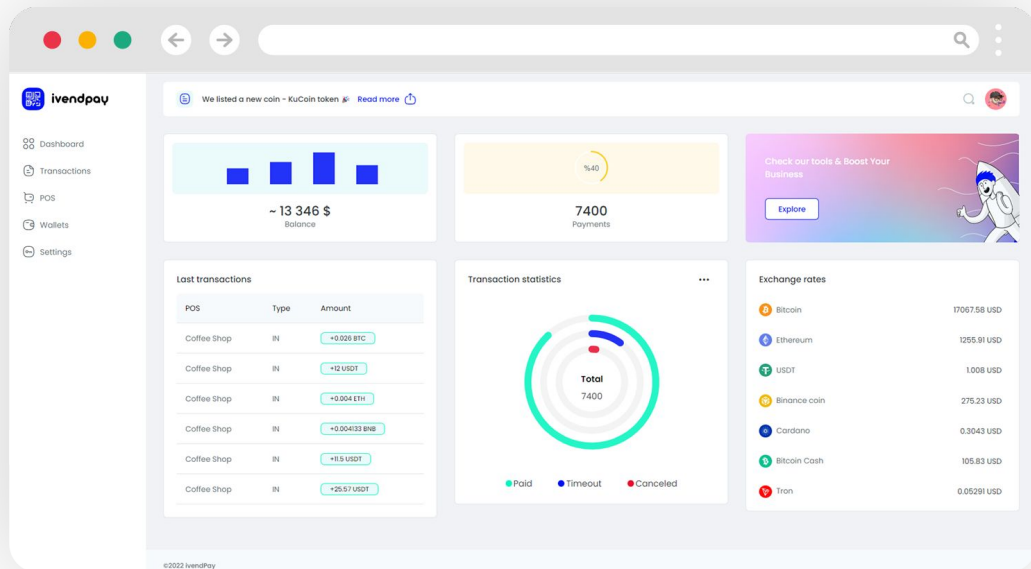 ivendpay
We listed a new coin - KuCoin token 🎉 Read more
Dashboard
Transactions
POS
Wallets
Settings
~ 13 346 $
Balance
%40
7400
Payments
Check our tools & Boost Your
Business
Explore
Last transactions
POS Type Amount
Coffee Shop IN +0.026 BTC
Coffee Shop IN +12 USDT
Coffee Shop IN +0.004 ETH
Coffee Shop IN +0.004133 BNB
Coffee Shop IN +11.5 USDT
Coffee Shop IN +25.57 USDT
Transaction statistics
Total
7400
Paid Timeout Canceled
Exchange rates
Bitcoin 17067.58 USD
Ethereum 1255.91 USD
USDT 1.008 USD
Binance coin 275.23 USD
Cardano 0.3043 USD
Bitcoin Cash 105.83 USD
Tron 0.05291 USD
©2022 ivendPay